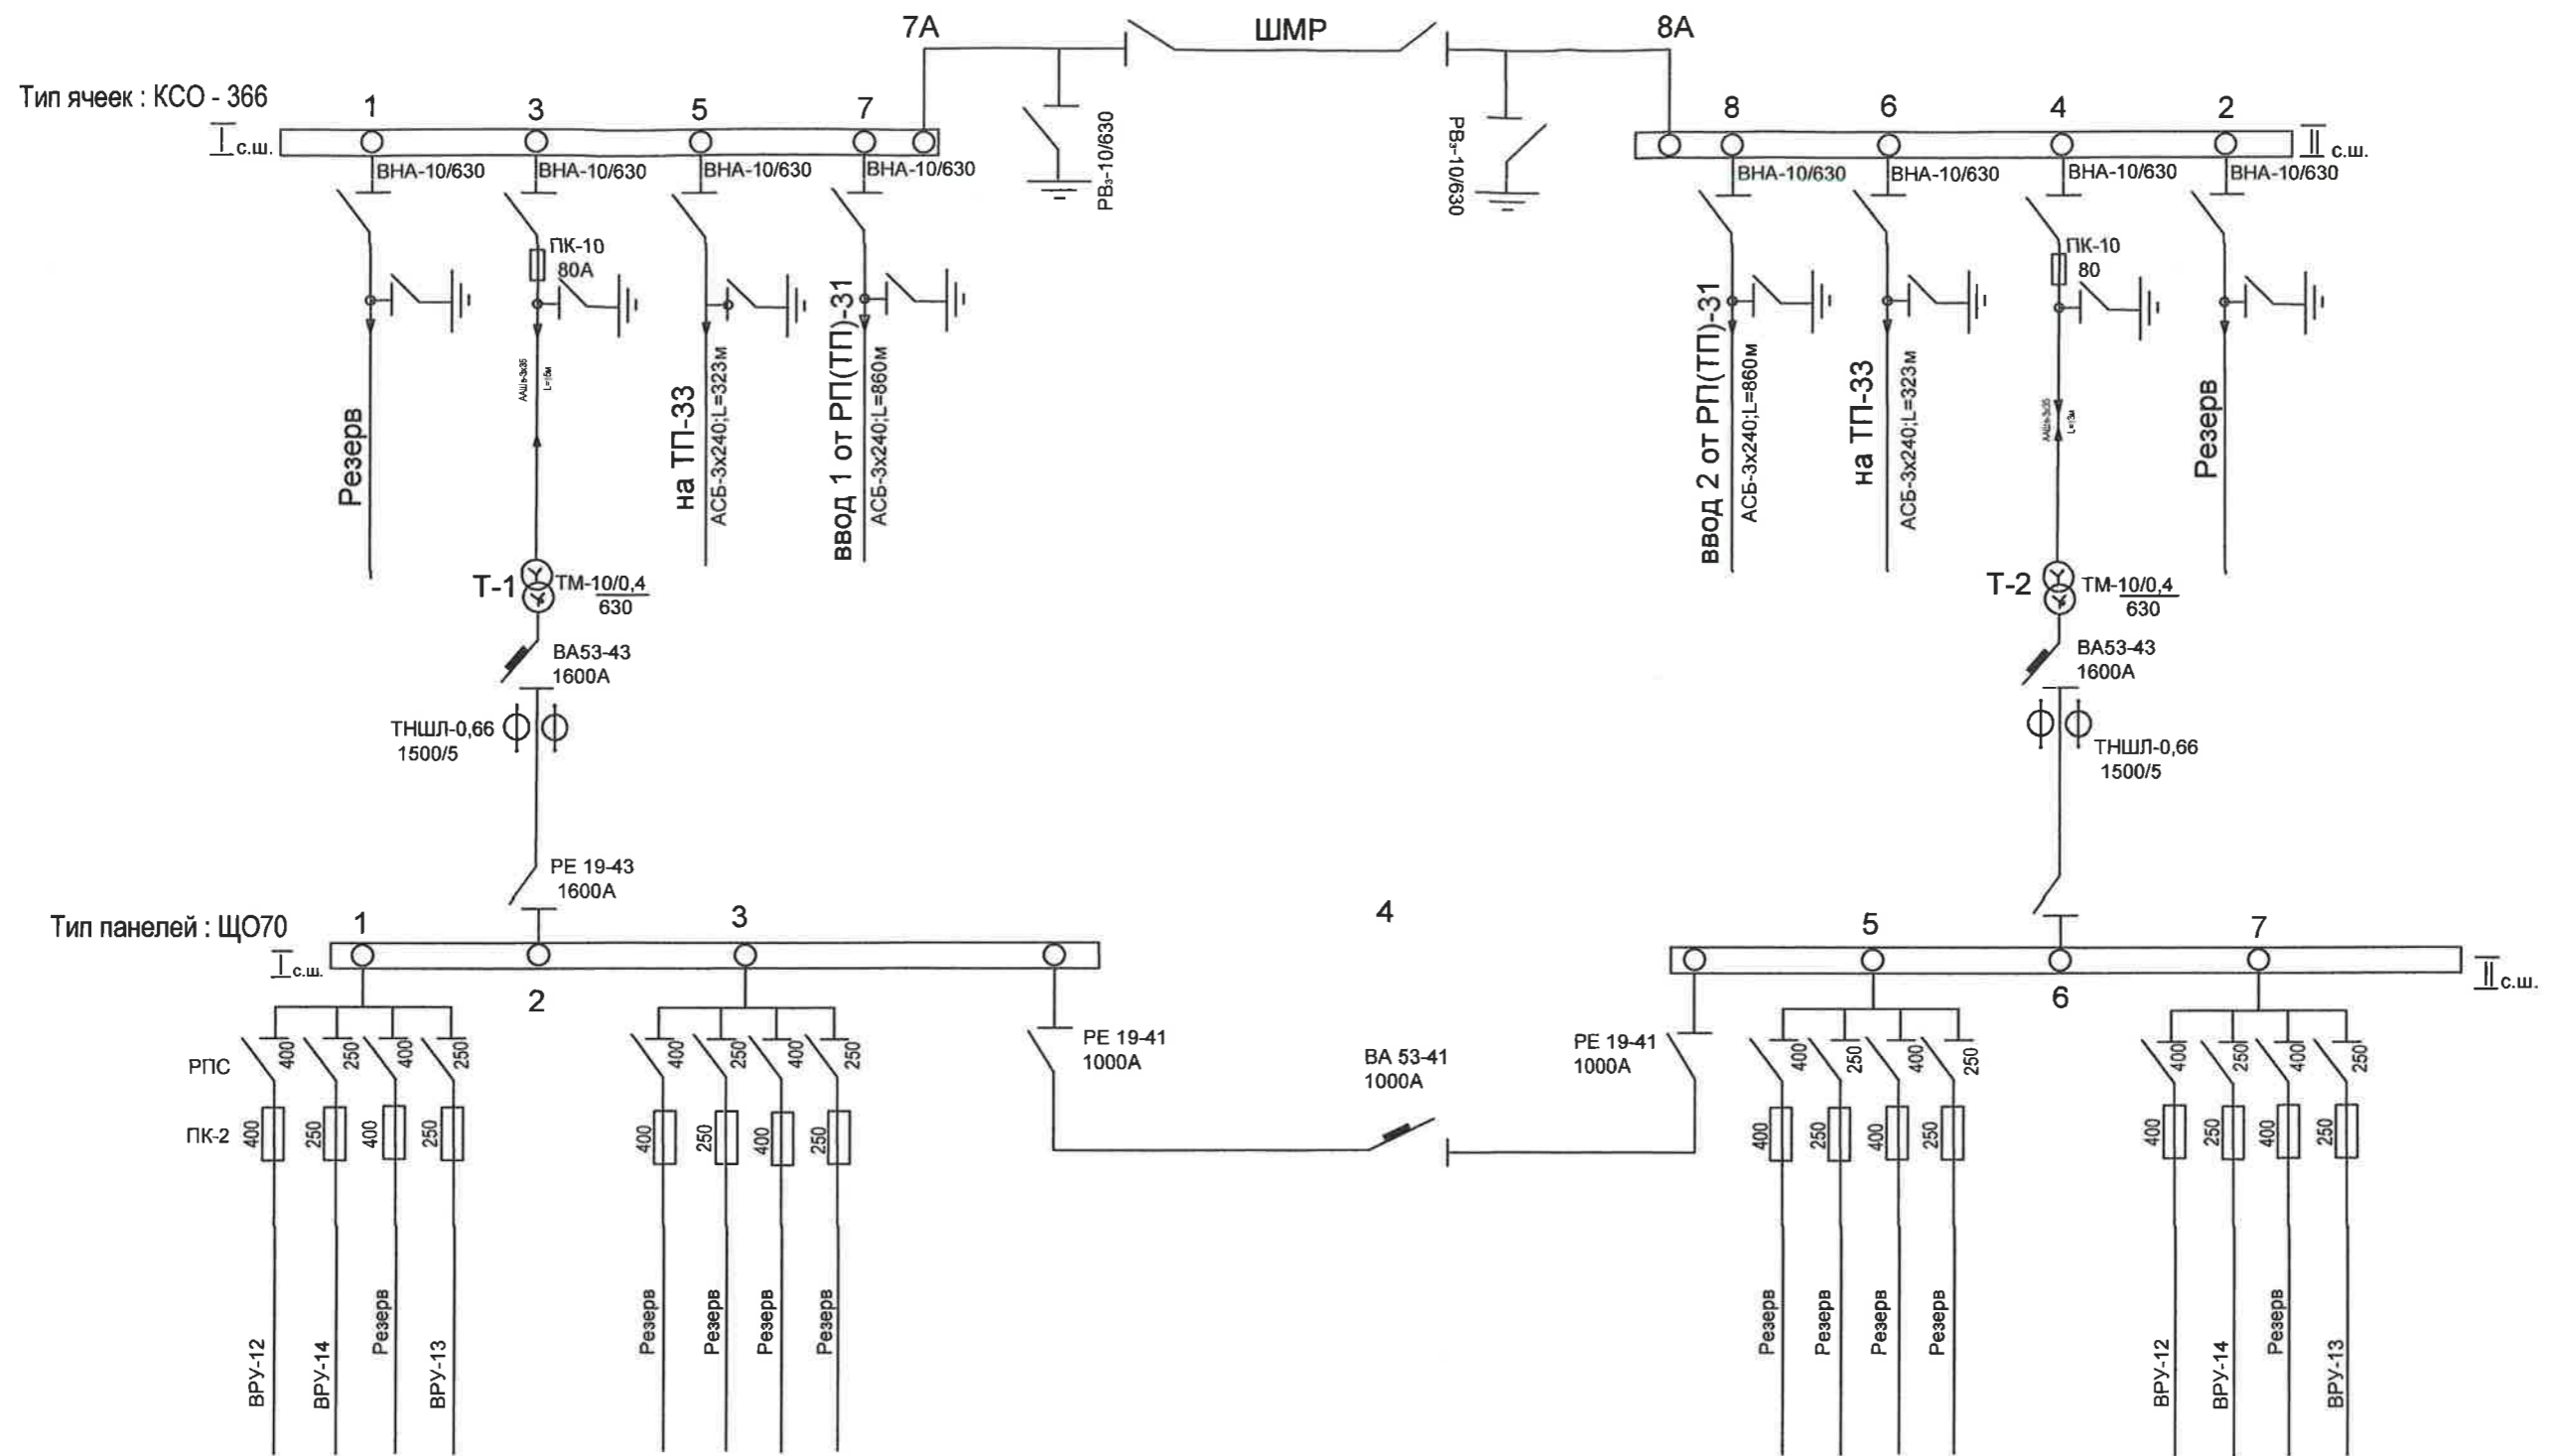 7А
ШМР
8А
Тип ячеек : КСО - 366
1
3
5
7
8
6
4
2
I с.ш.
II с.ш.
ВНА-10/630
ВНА-10/630
ВНА-10/630
ВНА-10/630
РВз-10/630
РВз-10/630
ВНА-10/630
ВНА-10/630
ВНА-10/630
ВНА-10/630
ПК-10
80А
ПК-10
80
Резерв
ААШв-3х35
на ТП-33
АСБ-3х240;L=323м
ввод 1 от РП(ТП)-31
АСБ-3х240;L=860м
ввод 2 от РП(ТП)-31
АСБ-3х240;L=860м
на ТП-33
АСБ-3х240;L=323м
ААШв-3х35
Резерв
Т-1
ТМ-10/0,4
630
Т-2
ТМ-10/0,4
630
ВА53-43
1600А
ВА53-43
1600А
ТНШЛ-0,66
1500/5
ТНШЛ-0,66
1500/5
РЕ 19-43
1600А
Тип панелей : ЩО70
1
3
4
5
7
I с.ш.
2
6
II с.ш.
РПС
400
250
400
250
400
250
400
250
РЕ 19-41
1000А
ВА 53-41
1000А
РЕ 19-41
1000А
400
250
400
250
400
250
400
250
ПК-2
400
250
400
250
400
250
400
250
400
250
400
250
400
250
400
250
ВРУ-12
ВРУ-14
Резерв
ВРУ-13
Резерв
Резерв
Резерв
Резерв
Резерв
Резерв
Резерв
Резерв
ВРУ-12
ВРУ-14
Резерв
ВРУ-13